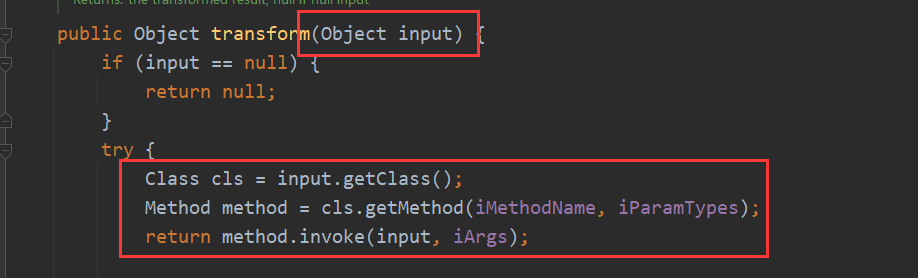 Returns: the transformed result, null if null input
public Object transform(Object input) {
if (input == null) {
return null;
}
try {
Class cls = input.getClass();
Method method = cls.getMethod(iMethodName, iParamTypes);
return method.invoke(input, iArgs);